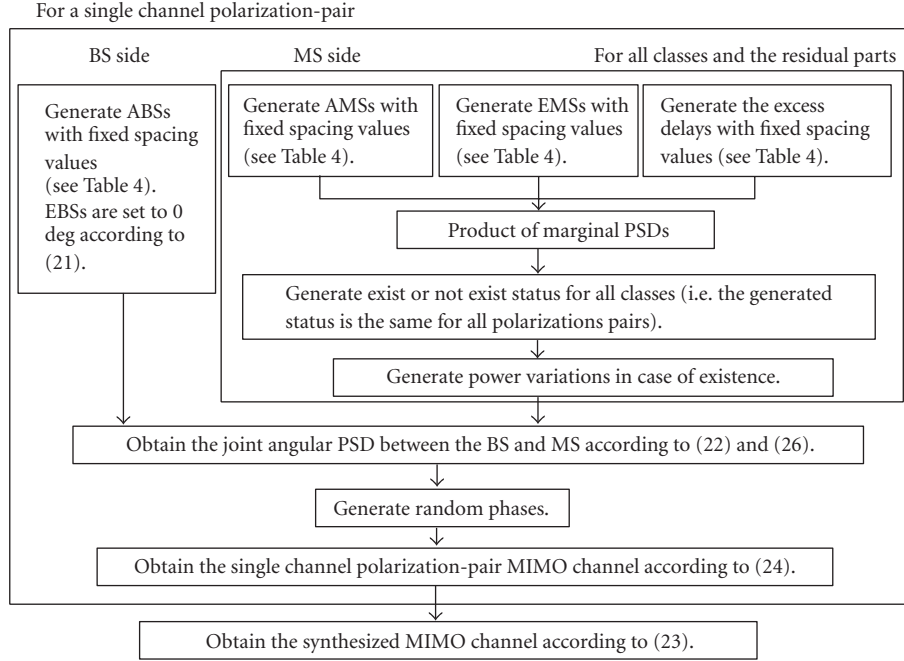 For a single channel polarization-pair
BS side
MS side
For all classes and the residual parts
Generate ABSs
with fixed spacing
values
(see Table 4).
EBSs are set to 0
deg according to
(21).
Generate AMSs with
fixed spacing values
(see Table 4).
Generate EMSs with
fixed spacing values
(see Table 4).
Generate the excess
delays with fixed spacing
values (see Table 4).
Product of marginal PSDs
Generate exist or not exist status for all classes (i.e. the generated
status is the same for all polarizations pairs).
Generate power variations in case of existence.
Obtain the joint angular PSD between the BS and MS according to (22) and (26).
Generate random phases.
Obtain the single channel polarization-pair MIMO channel according to (24).
Obtain the synthesized MIMO channel according to (23).